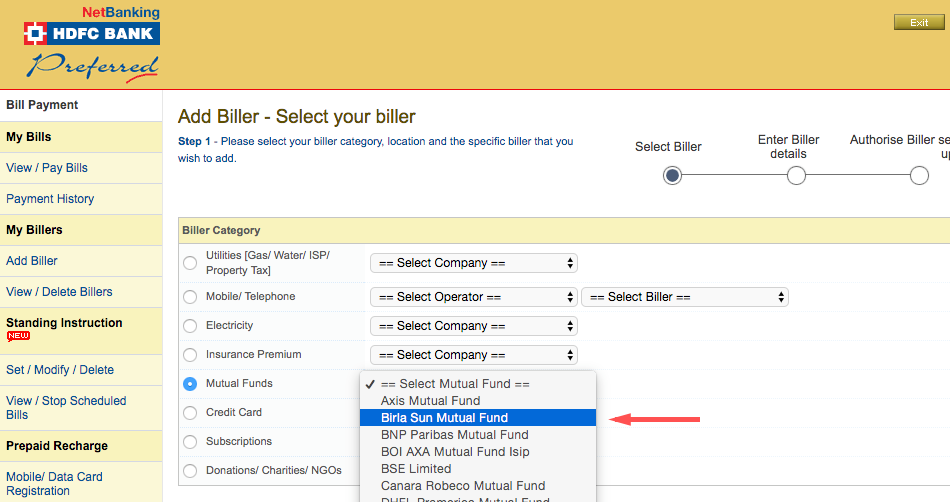 NetBanking
HDFC BANK
Preferred
Exit
Bill Payment
My Bills
View / Pay Bills
Payment History
My Billers
Add Biller
View / Delete Billers
Standing Instruction
NEW
Set / Modify / Delete
View / Stop Scheduled
Bills
Prepaid Recharge
Mobile/ Data Card
Registration
Add Biller - Select your biller
Step 1 - Please select your biller category, location and the specific biller that you
wish to add.
Select Biller
Enter Biller
details
Authorise Biller se
up
Biller Category
Utilities [Gas/ Water/ ISP/
Property Tax]
== Select Company ==
Mobile/ Telephone
== Select Operator ==
== Select Biller ==
Electricity
== Select Company ==
Insurance Premium
== Select Company ==
Mutual Funds
Credit Card
Subscriptions
Donations/ Charities/ NGOs
✓ == Select Mutual Fund ==
Axis Mutual Fund
Birla Sun Mutual Fund
BNP Paribas Mutual Fund
BOI AXA Mutual Fund Isip
BSE Limited
Canara Robeco Mutual Fund
DHFL Pramerica Mutual Fund